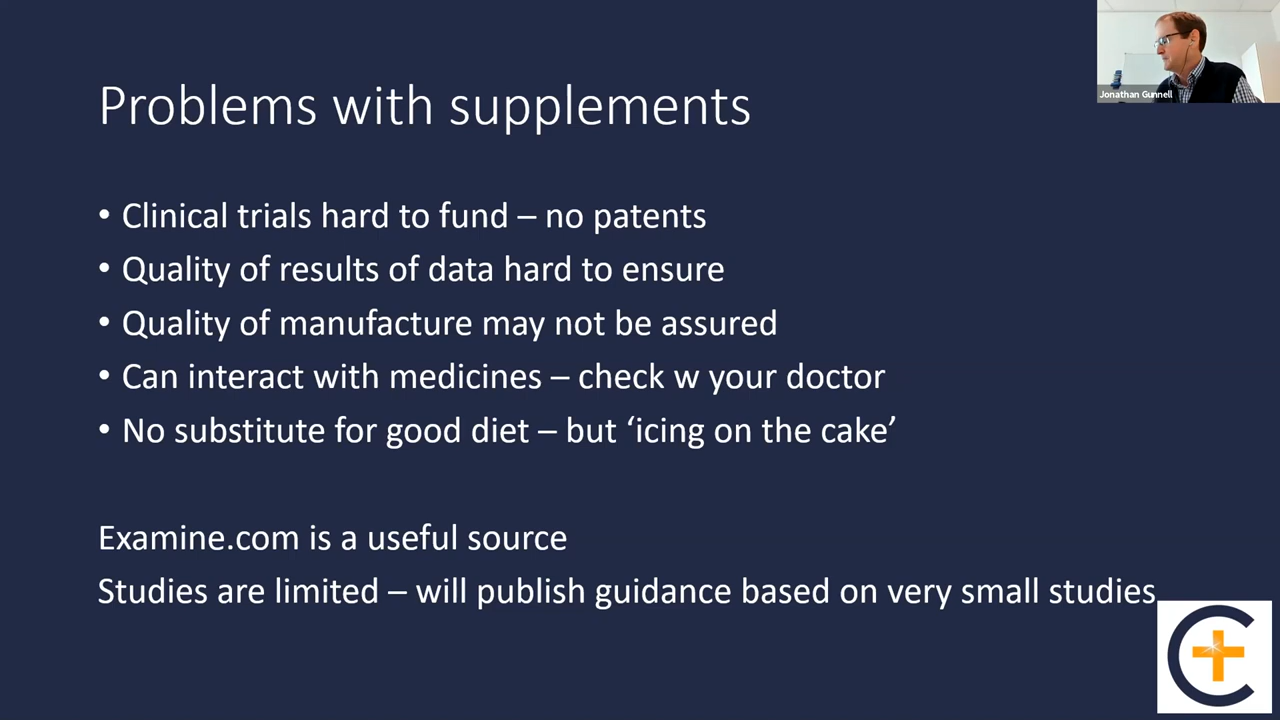 Jonathan Gunnell
Problems with supplements
• Clinical trials hard to fund – no patents
• Quality of results of data hard to ensure
• Quality of manufacture may not be assured
• Can interact with medicines – check w your doctor
• No substitute for good diet – but ‘icing on the cake’
Examine.com is a useful source
Studies are limited – will publish guidance based on very small studies